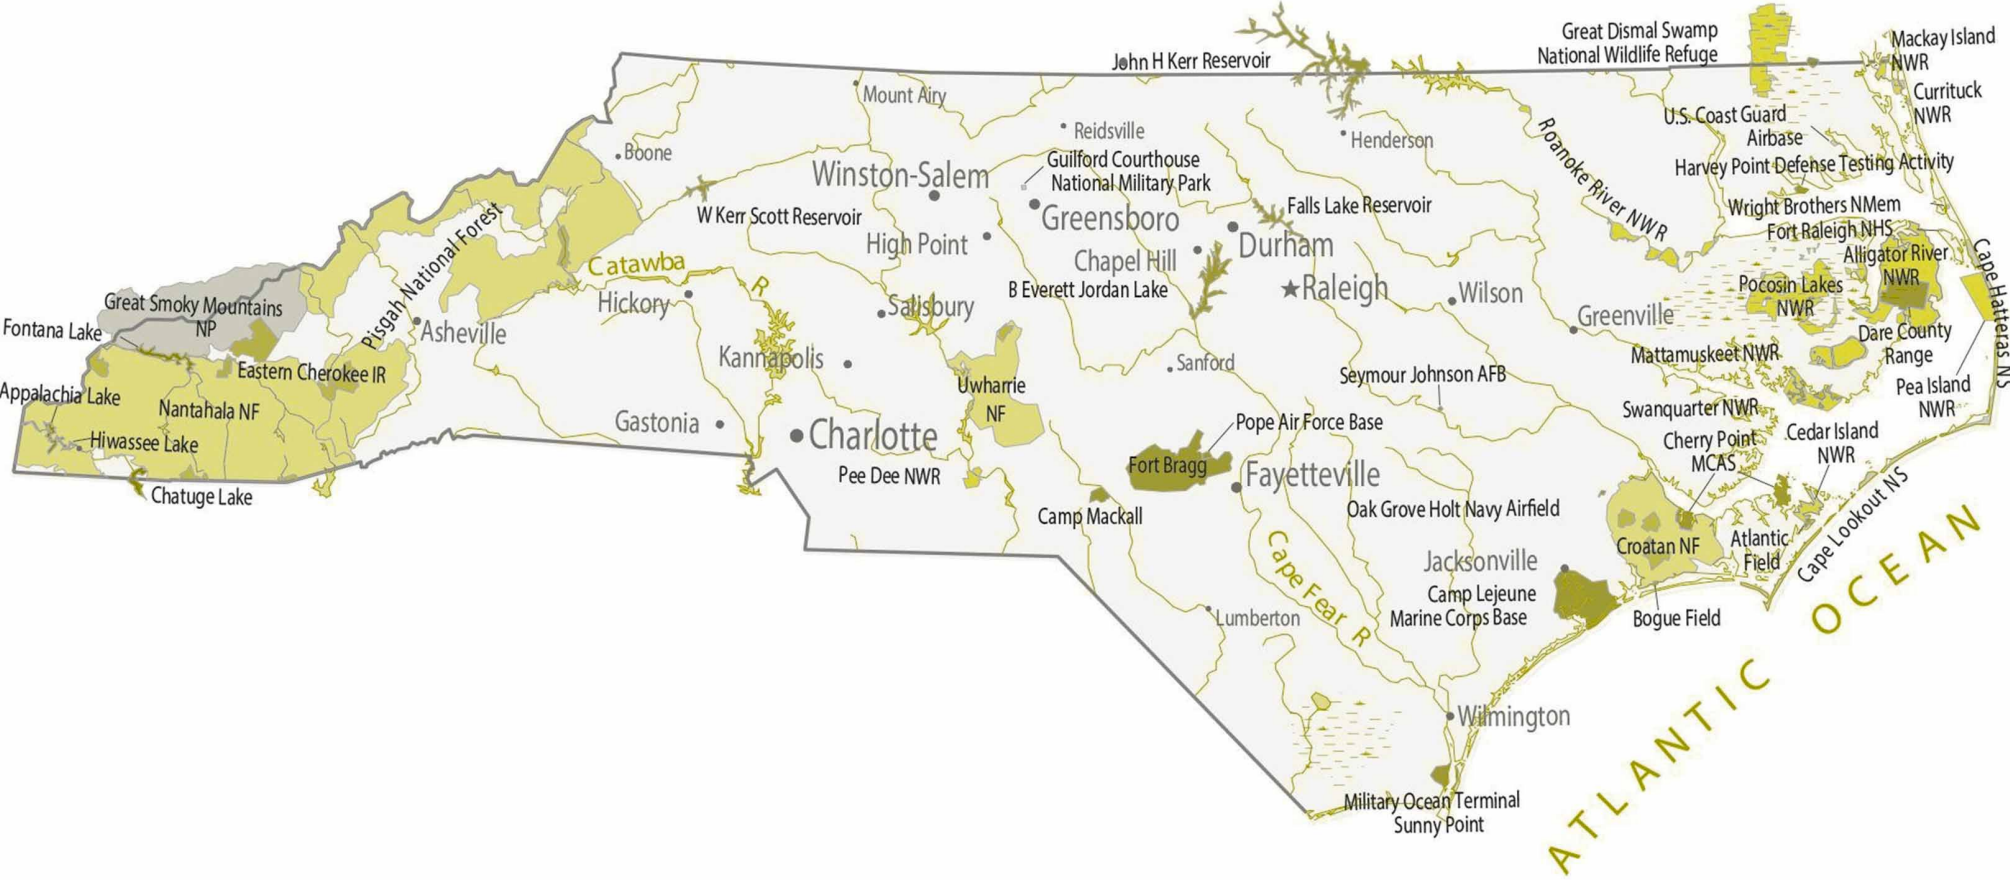 Great Dismal Swamp
National Wildlife Refuge
Mackay Island
NWR
John H Kerr Reservoir
Currituck
NWR
Mount Airy
U.S. Coast Guard
Airbase
Reidsville
Henderson
Roanoke River NWR
Boone
Guilford Courthouse
National Military Park
Harvey Point Defense Testing Activity
Winston-Salem
W Kerr Scott Reservoir
Greensboro
Falls Lake Reservoir
Wright Brothers NMem
Fort Raleigh NHS
High Point
Durham
Chapel Hill
Alligator River
NWR
Cape Hatteras NS
Pisgah National Forest
Catawba R
B Everett Jordan Lake
Raleigh
Wilson
Pocosin Lakes
NWR
Great Smoky Mountains
NP
Hickory
Salisbury
Greenville
Fontana Lake
Asheville
Dare County
Range
Kannapolis
Sanford
Mattamuskeet NWR
Eastern Cherokee IR
Seymour Johnson AFB
Uwharrie
NF
Pea Island
NWR
Appalachia Lake
Nantahala NF
Swanquarter NWR
Gastonia
Charlotte
Pope Air Force Base
Cherry Point
MCAS
Cedar Island
NWR
Hiwassee Lake
Fort Bragg
Fayetteville
Pee Dee NWR
Chatuge Lake
Camp Mackall
Oak Grove Holt Navy Airfield
Cape Lookout NS
Croatan NF
Atlantic
Field
Cape Fear R
Jacksonville
Camp Lejeune
Marine Corps Base
Bogue Field
Lumberton
Wilmington
Military Ocean Terminal
Sunny Point
ATLANTIC OCEAN